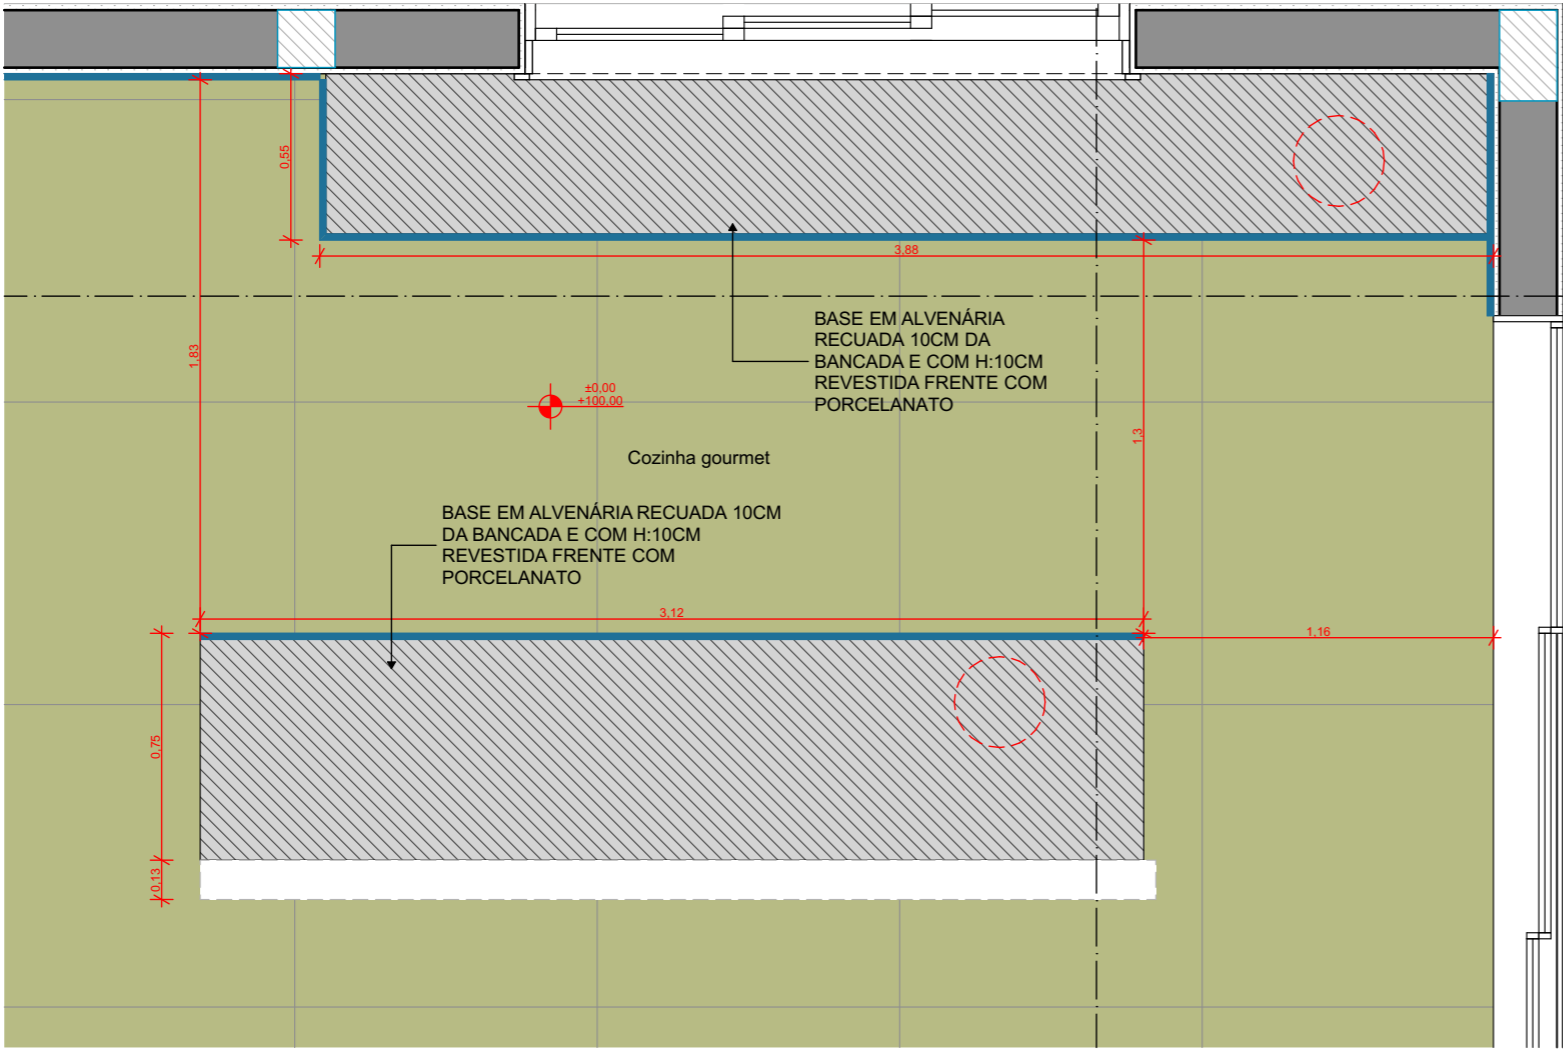 0,55
3,88
BASE EM ALVENÁRIA
RECUADA 10CM DA
BANCADA E COM H:10CM
REVESTIDA FRENTE COM
PORCELANATO
1,83
±0,00
+100,00
1,3
Cozinha gourmet
BASE EM ALVENÁRIA RECUADA 10CM
DA BANCADA E COM H:10CM
REVESTIDA FRENTE COM
PORCELANATO
3,12
1,16
0,75
0,13